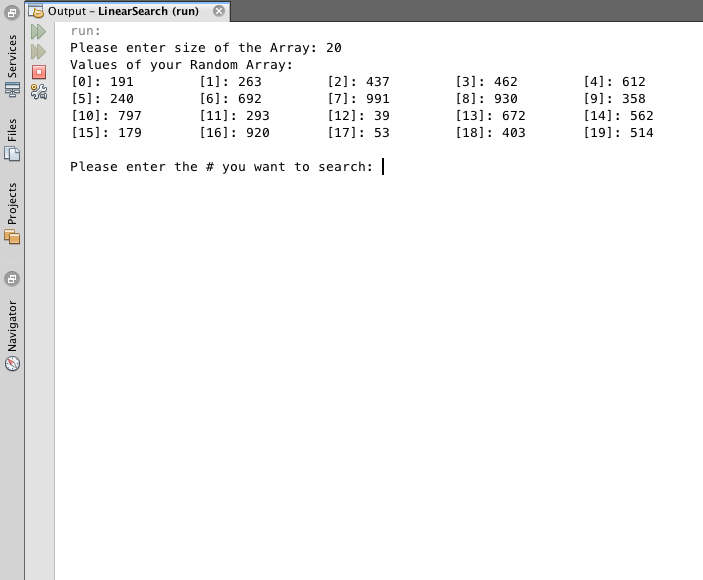 Output – LinearSearch (run)
run:
Please enter size of the Array: 20
Values of your Random Array:
[0]: 191 [1]: 263 [2]: 437 [3]: 462 [4]: 612
[5]: 240 [6]: 692 [7]: 991 [8]: 930 [9]: 358
[10]: 797 [11]: 293 [12]: 39 [13]: 672 [14]: 562
[15]: 179 [16]: 920 [17]: 53 [18]: 403 [19]: 514
Please enter the # you want to search:
Services
Files
Projects
Navigator